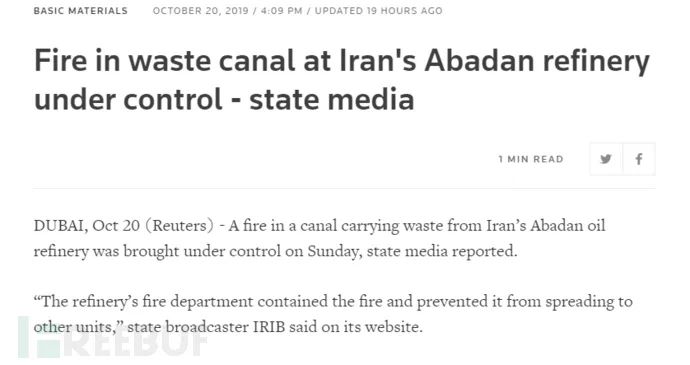 BASIC MATERIALS OCTOBER 20, 2019 / 4:09 PM / UPDATED 19 HOURS AGO
Fire in waste canal at Iran's Abadan refinery
under control - state media
1 MIN READ
DUBAI, Oct 20 (Reuters) - A fire in a canal carrying waste from Iran’s Abadan oil
refinery was brought under control on Sunday, state media reported.
“The refinery’s fire department contained the fire and prevented it from spreading to
other units,” state broadcaster IRIB said on its website.
FREEBUF